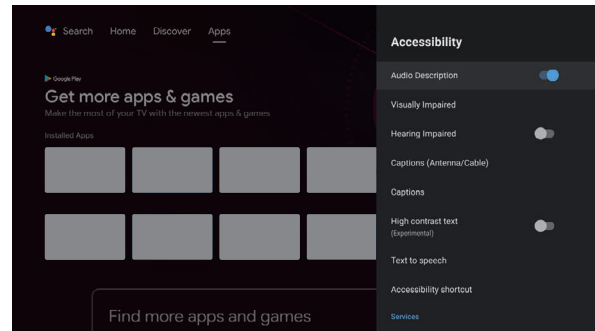 Search Home Discover Apps
Google Play
Get more apps & games
Make the most of your TV with the newest apps & games
Installed Apps
Find more apps and games
Accessibility
Audio Description
Visually Impaired
Hearing Impaired
Captions (Antenna/Cable)
Captions
High contrast text
(Experimental)
Text to speech
Accessibility shortcut
Services